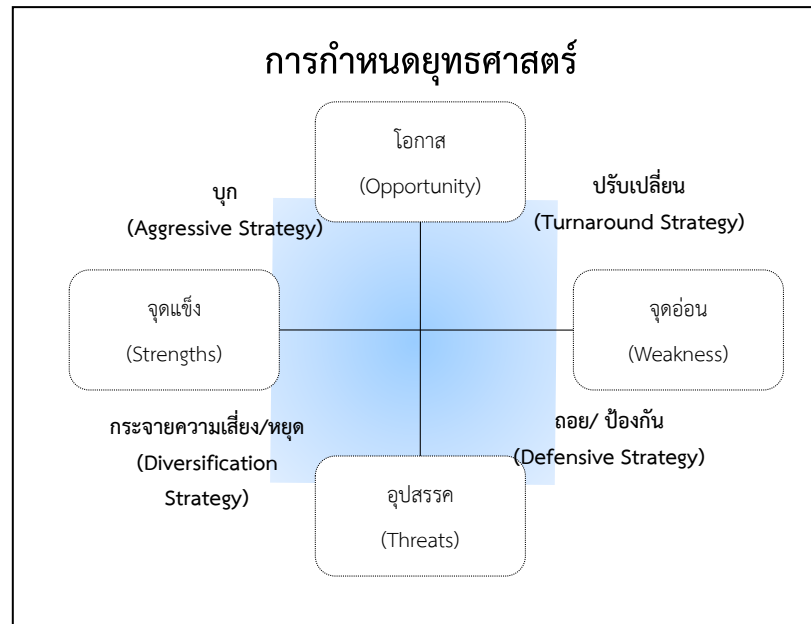 การกำหนดยุทธศาสตร์
โอกาส
(Opportunity)
บุก
(Aggressive Strategy)
ปรับเปลี่ยน
(Turnaround Strategy)
จุดแข็ง
(Strengths)
จุดอ่อน
(Weakness)
กระจายความเสี่ยง/หยุด
(Diversification
Strategy)
ถอย/ ป้องกัน
(Defensive Strategy)
อุปสรรค
(Threats)